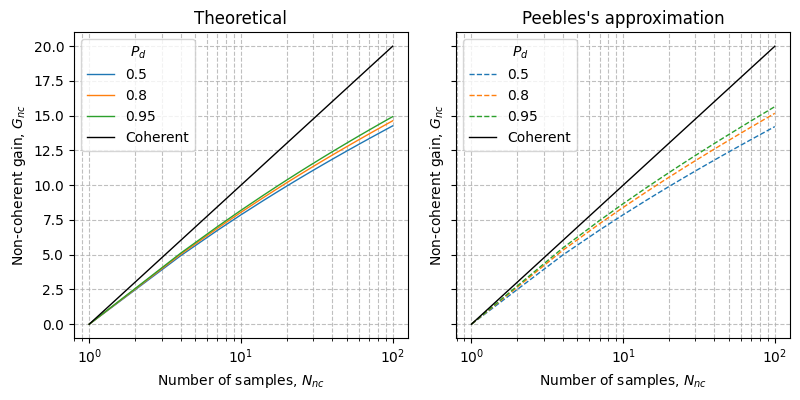 Theoretical
Peebles's approximation
Non-coherent gain, G_nc
20.0
17.5
15.0
12.5
10.0
7.5
5.0
2.5
0.0
P_d
0.5
0.8
0.95
Coherent
10^0
10^1
10^2
Number of samples, N_nc
Non-coherent gain, G_nc
P_d
0.5
0.8
0.95
Coherent
10^0
10^1
10^2
Number of samples, N_nc